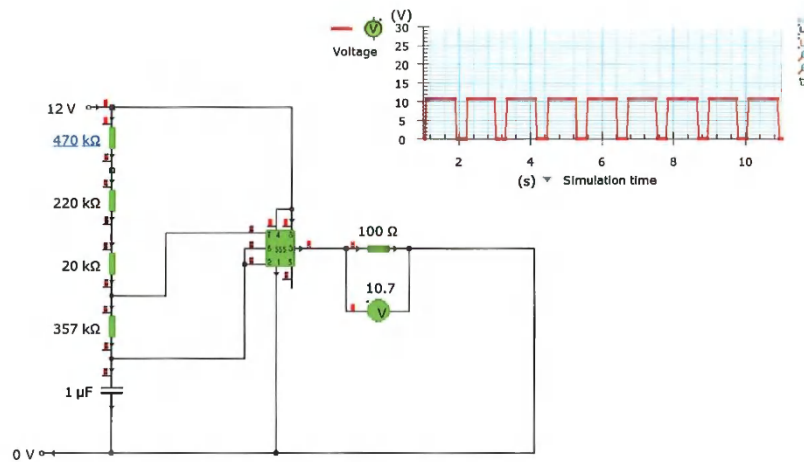 (V)
Voltage
30
25
20
15
10
5
0
2
4
6
8
10
(s) Simulation time
12 V
470 kΩ
220 kΩ
20 kΩ
357 kΩ
1 µF
0 V
555
100 Ω
10.7
V